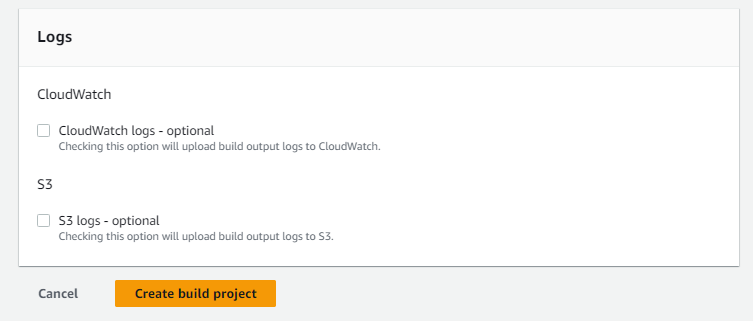 Logs
CloudWatch
CloudWatch logs - optional
Checking this option will upload build output logs to CloudWatch.
S3
S3 logs - optional
Checking this option will upload build output logs to S3.
Cancel
Create build project